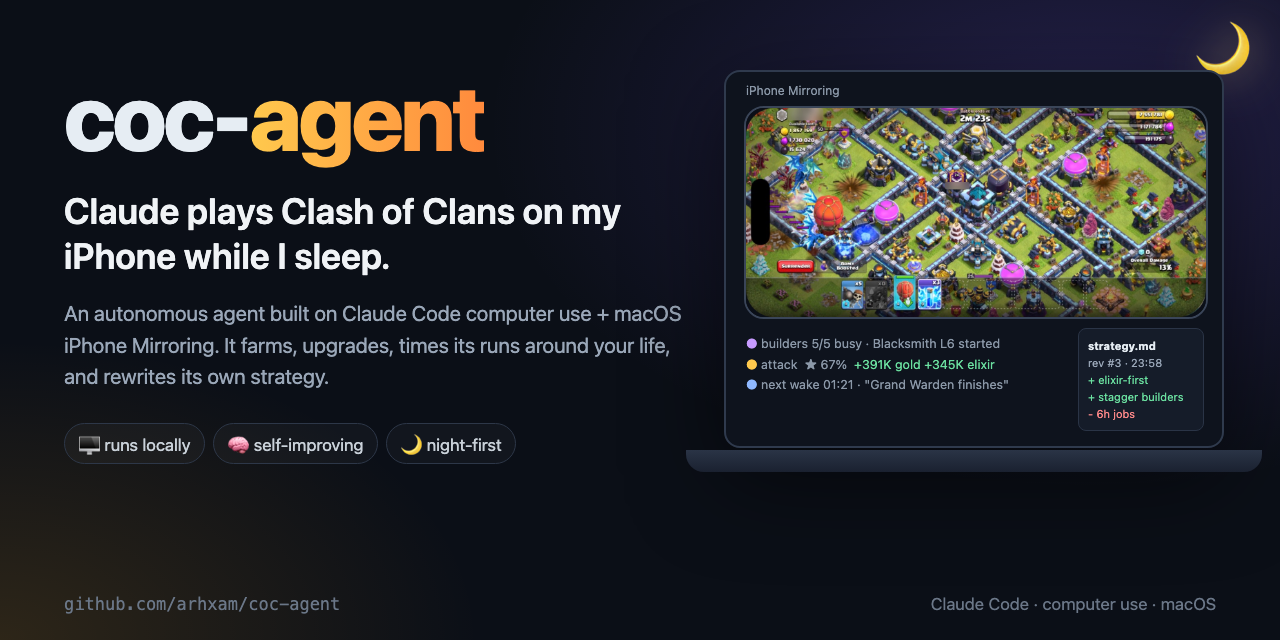 coc-agent
Claude plays Clash of Clans on my
iPhone while I sleep.
An autonomous agent built on Claude Code computer use + macOS
iPhone Mirroring. It farms, upgrades, times its runs around your life,
and rewrites its own strategy.
runs locally
self-improving
night-first
github.com/arhxam/coc-agent
iPhone Mirroring
2M 23s
Surrender
Overall Damage
13%
builders 5/5 busy · Blacksmith L6 started
attack ★ 67% +391K gold +345K elixir
next wake 01:21 · "Grand Warden finishes"
strategy.md
rev #3 · 23:58
+ elixir-first
+ stagger builders
- 6h jobs
Claude Code · computer use · macOS